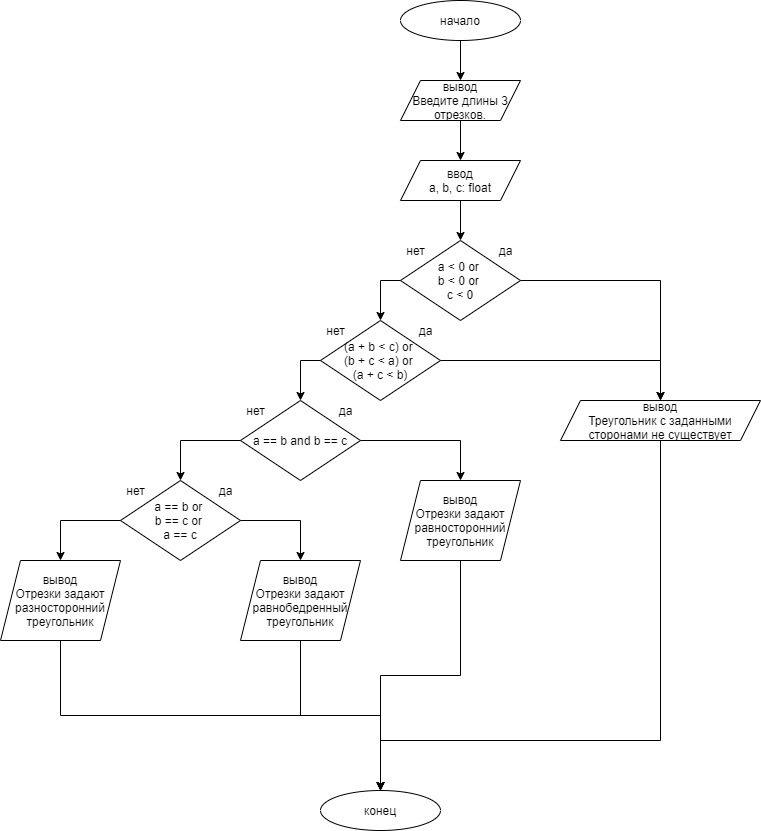 начало
вывод
Введите длины 3
отрезков.
ввод
a, b, c: float
нет
да
a < 0 or
b < 0 or
c < 0
нет
да
(a + b < c) or
(b + c < a) or
(a + c < b)
нет
да
a == b and b == c
вывод
Треугольник с заданными
сторонами не существует
нет
да
a == b or
b == c or
a == c
вывод
Отрезки задают
равносторонний
треугольник
вывод
Отрезки задают
разносторонний
треугольник
вывод
Отрезки задают
равнобедренный
треугольник
конец